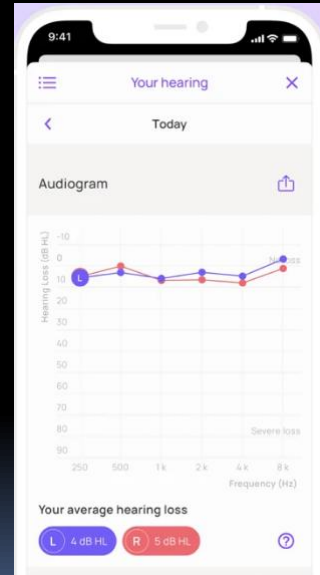 9:41
Your hearing
Today
Audiogram
Hearing Loss (dB HL)
-10
0
No loss
10
L
20
30
40
50
60
70
80
Severe loss
90
250 500 1k 2k 4k 8k
Frequency (Hz)
Your average hearing loss
L 4 dB HL R 5 dB HL ?